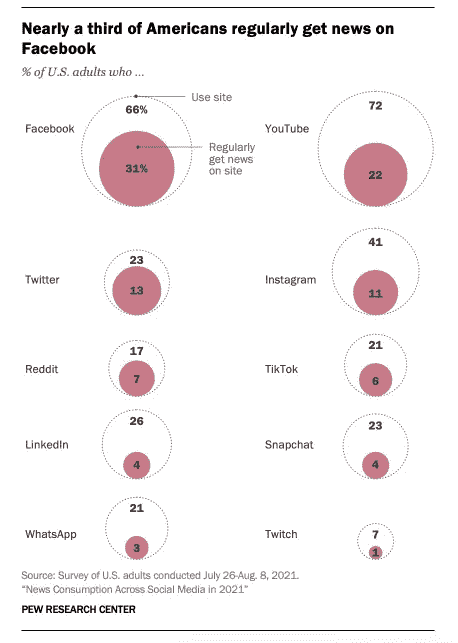 Nearly a third of Americans regularly get news on
Facebook
% of U.S. adults who ...
Use site
66%
Facebook
Regularly
get news
on site
31%
72
YouTube
22
23
Twitter
13
41
Instagram
11
17
Reddit
7
21
TikTok
6
26
LinkedIn
4
23
Snapchat
4
21
WhatsApp
3
7
Twitch
1
Source: Survey of U.S. adults conducted July 26-Aug. 8, 2021.
“News Consumption Across Social Media in 2021”
PEW RESEARCH CENTER